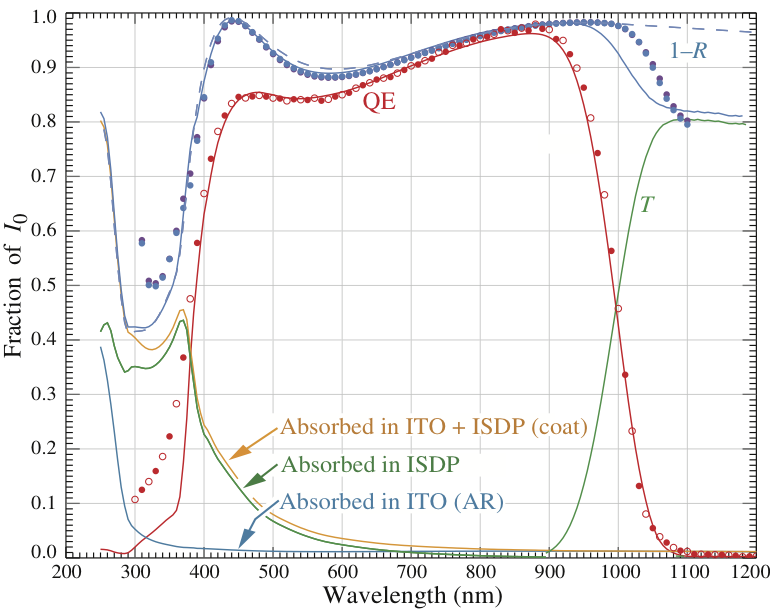 1.0
0.9
0.8
0.7
0.6
0.5
0.4
0.3
0.2
0.1
0.0
Fraction of I0
1–R
QE
T
Absorbed in ITO + ISDP (coat)
Absorbed in ISDP
Absorbed in ITO (AR)
200 300 400 500 600 700 800 900 1000 1100 1200
Wavelength (nm)